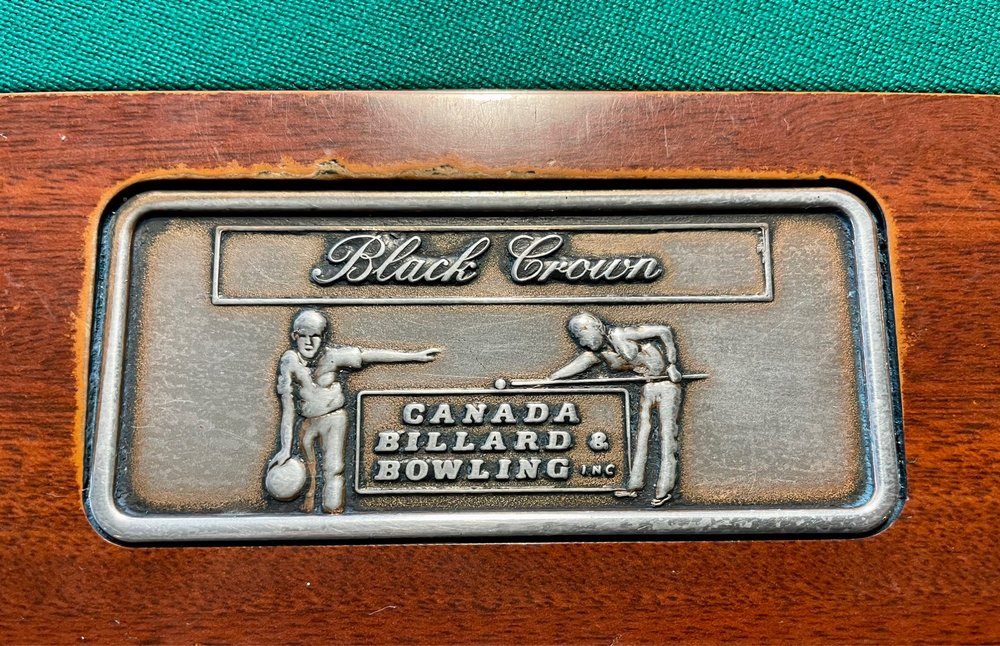 Black Crown
CANADA
BILLARD &
BOWLING INC